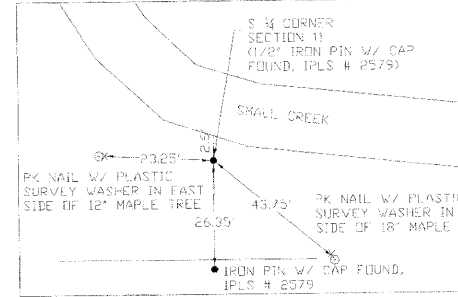 S 1/4 CORNER
SECTION 11
(1/2" IRON PIN W/ CAP
FOUND, IPLS # 2579)
SMALL CREEK
23.25'
PK NAIL W/ PLASTIC
SURVEY WASHER IN EAST
SIDE OF 12" MAPLE TREE
43.75'
PK NAIL W/ PLASTI
SURVEY WASHER IN
SIDE OF 18" MAPLE
26.35'
IRON PIN W/ CAP FOUND,
IPLS # 2579